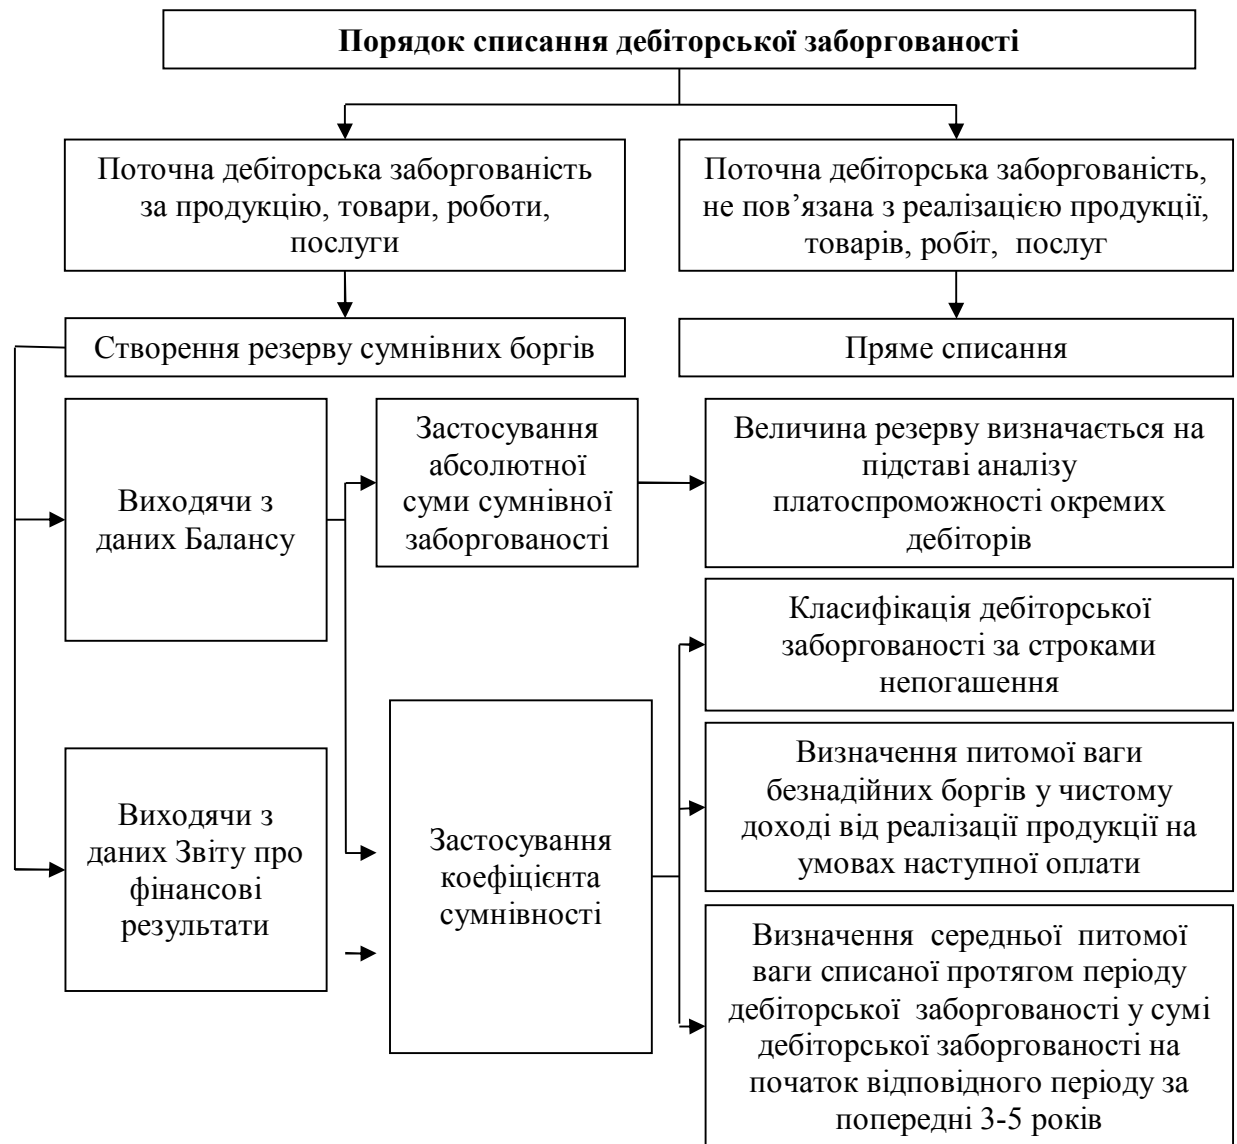 Порядок списання дебіторської заборгованості
Поточна дебіторська заборгованість
за продукцію, товари, роботи,
послуги
Поточна дебіторська заборгованість,
не пов’язана з реалізацією продукції,
товарів, робіт, послуг
Створення резерву сумнівних боргів
Пряме списання
Виходячи з
даних Балансу
Застосування
абсолютної
суми сумнівної
заборгованості
Величина резерву визначається на
підставі аналізу
платоспроможності окремих
дебіторів
Класифікація дебіторської
заборгованості за строками
непогашення
Виходячи з
даних Звіту про
фінансові
результати
Застосування
коефіцієнта
сумнівності
Визначення питомої ваги
безнадійних боргів у чистому
доході від реалізації продукції на
умовах наступної оплати
Визначення середньої питомої
ваги списаної протягом періоду
дебіторської заборгованості у сумі
дебіторської заборгованості на
початок відповідного періоду за
попередні 3-5 років